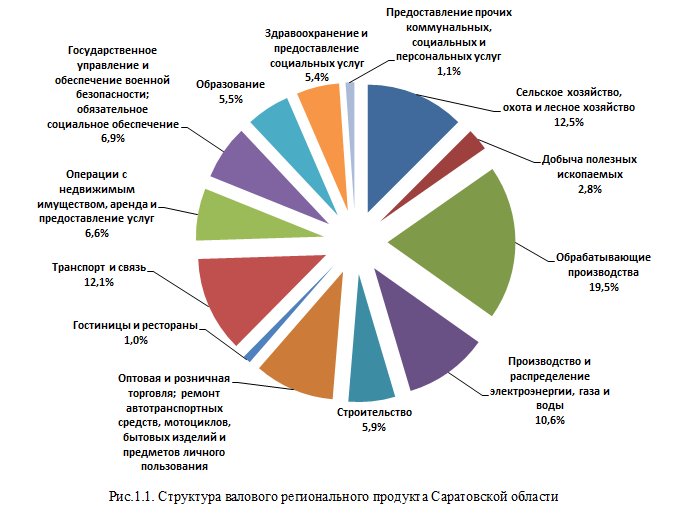 Предоставление прочих
коммунальных,
социальных и
персональных услуг
1,1%
Здравоохранение и
предоставление
социальных услуг
5,4%
Государственное
управление и
обеспечение военной
безопасности;
обязательное
социальное обеспечение
6,9%
Образование
5,5%
Сельское хозяйство,
охота и лесное хозяйство
12,5%
Добыча полезных
ископаемых
2,8%
Операции с
недвижимым
имуществом, аренда и
предоставление услуг
6,6%
Обрабатывающие
производства
19,5%
Транспорт и связь
12,1%
Гостиницы и рестораны
1,0%
Производство и
распределение
электроэнергии, газа и
воды
10,6%
Оптовая и розничная
торговля; ремонт
автотранспортных
средств, мотоциклов,
бытовых изделий и
предметов личного
пользования
Строительство
5,9%
Рис.1.1. Структура валового регионального продукта Саратовской области